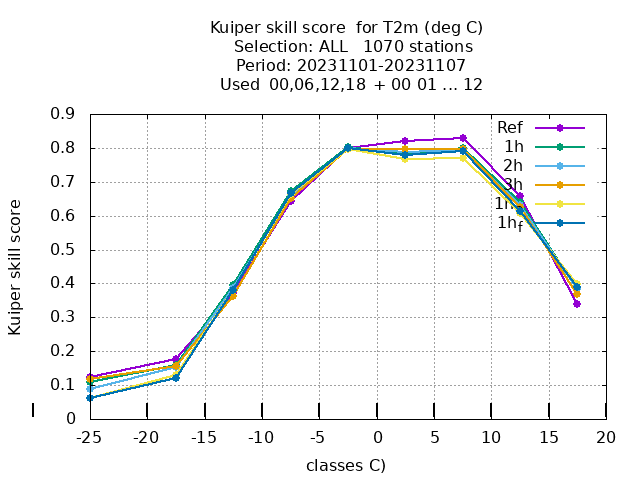 Kuiper skill score for T2m (deg C)
Selection: ALL 1070 stations
Period: 20231101-20231107
Used 00,06,12,18 + 00 01 ... 12
0.9
0.8
0.7
0.6
0.5
0.4
0.3
0.2
0.1
0
Kuiper skill score
Ref
1h
2h
3h
1h_f
-25
-20
-15
-10
-5
0
5
10
15
20
classes C)